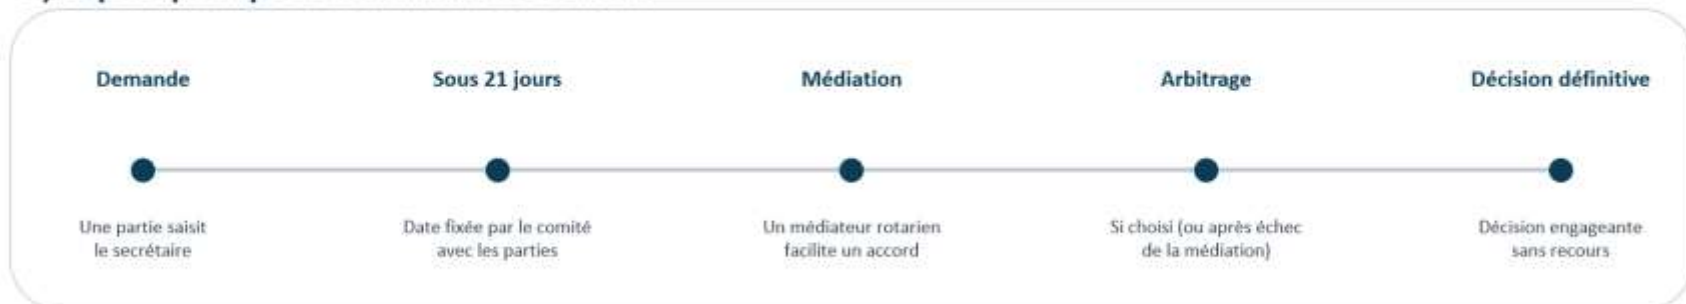 Demande
Sous 21 jours
Médiation
Arbitrage
Décision définitive
Une partie saisit
le secrétaire
Date fixée par le comité
avec les parties
Un médiateur rotarien
facilite un accord
Si choisi (ou après échec
de la médiation)
Décision engageante
sans recours